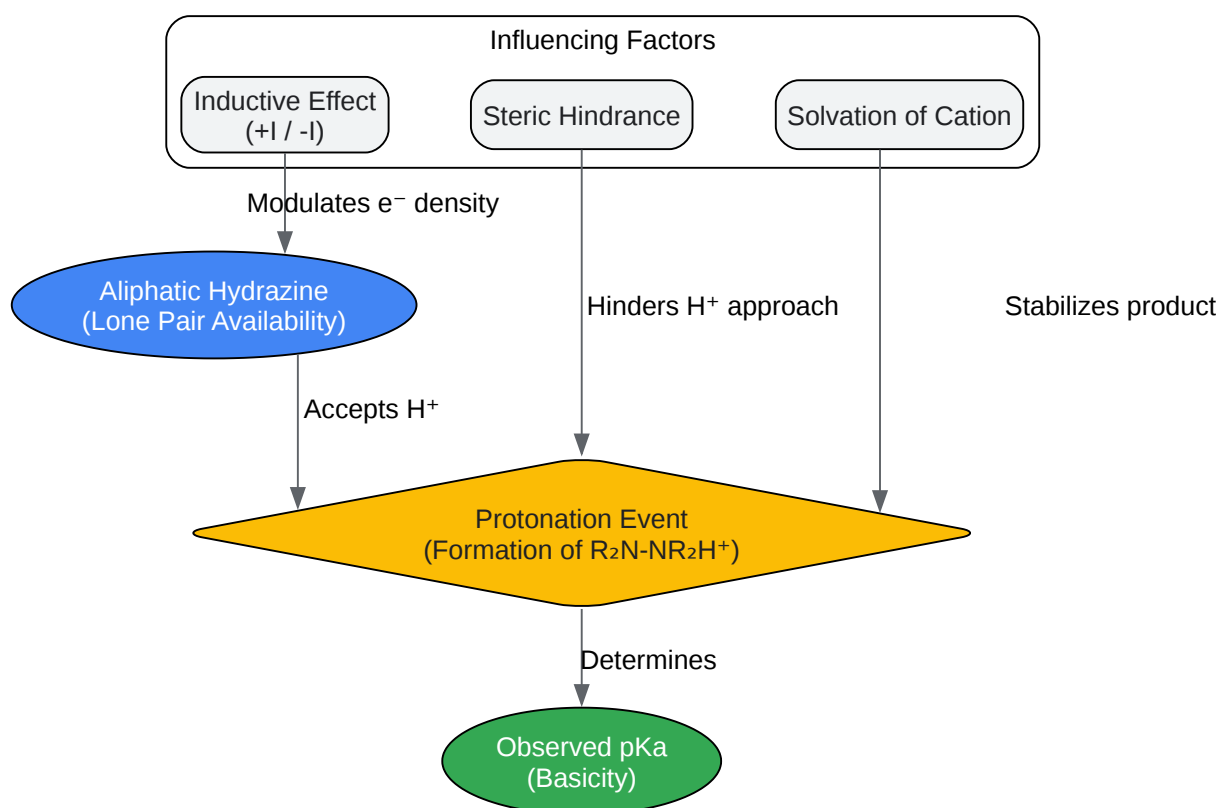 Influencing Factors
Inductive Effect
(+I / -I)
Steric Hindrance
Solvation of Cation
Modulates e⁻ density
Aliphatic Hydrazine
(Lone Pair Availability)
Hinders H⁺ approach
Stabilizes product
Accepts H⁺
Protonation Event
(Formation of R₂N-NR₂H⁺)
Determines
Observed pKa
(Basicity)